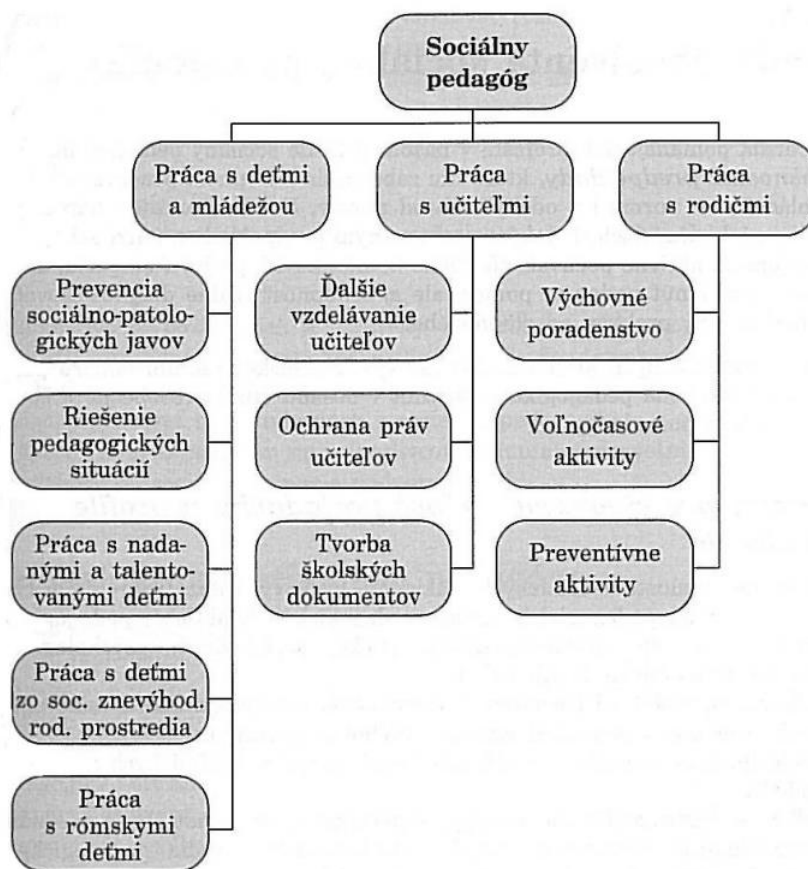 Sociálny
pedagóg
Práca s deťmi
a mládežou
Práca
s učiteľmi
Práca
s rodičmi
Prevencia
sociálno-patolo-
gických javov
Ďalšie
vzdelávanie
učiteľov
Výchovné
poradenstvo
Riešenie
pedagogických
situácií
Ochrana práv
učiteľov
Voľnočasové
aktivity
Práca s nada-
nými a talento-
vanými deťmi
Tvorba
školských
dokumentov
Preventívne
aktivity
Práca s deťmi
zo soc. znevýhod.
rod. prostredia
Práca
s rómskymi
deťmi